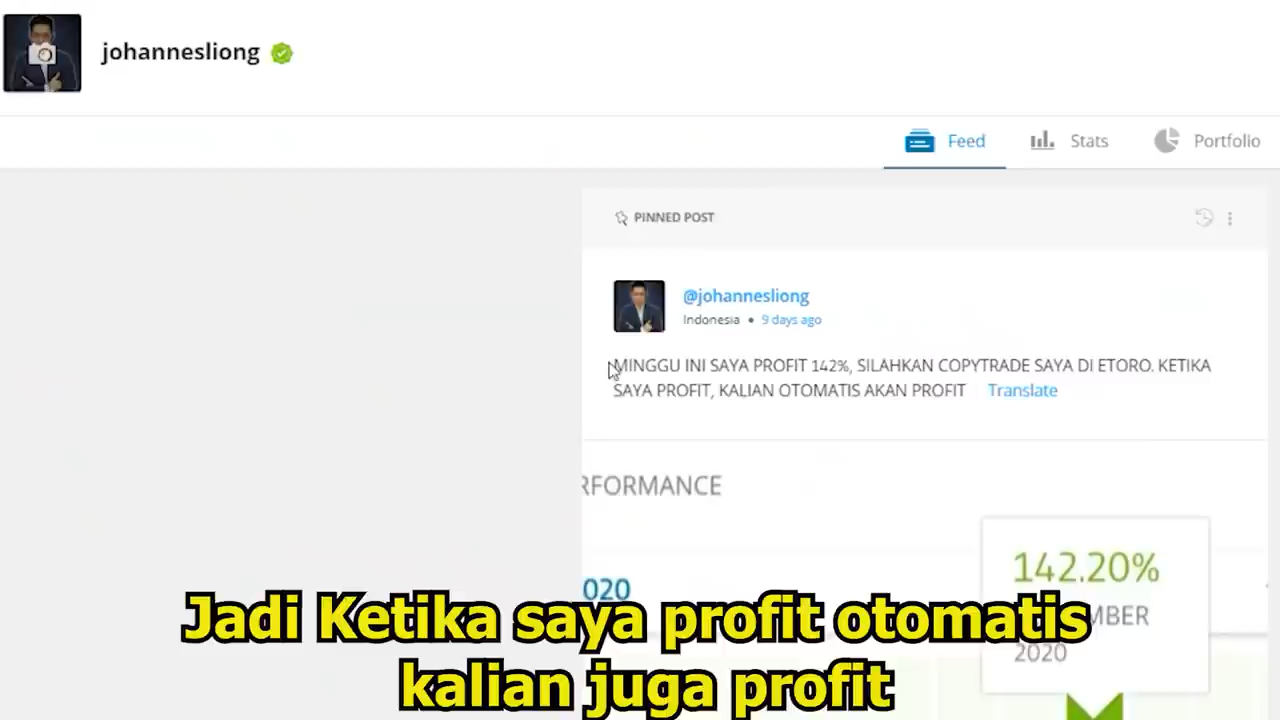 johannesliong
Feed Stats Portfolio
PINNED POST
@johannesliong
Indonesia • 9 days ago
MINGGU INI SAYA PROFIT 142%, SILAHKAN COPYTRADE SAYA DI ETORO. KETIKA
SAYA PROFIT, KALIAN OTOMATIS AKAN PROFIT Translate
RFORMANCE
142.20%
020
MBER
2020
Jadi Ketika saya profit otomatis
kalian juga profit